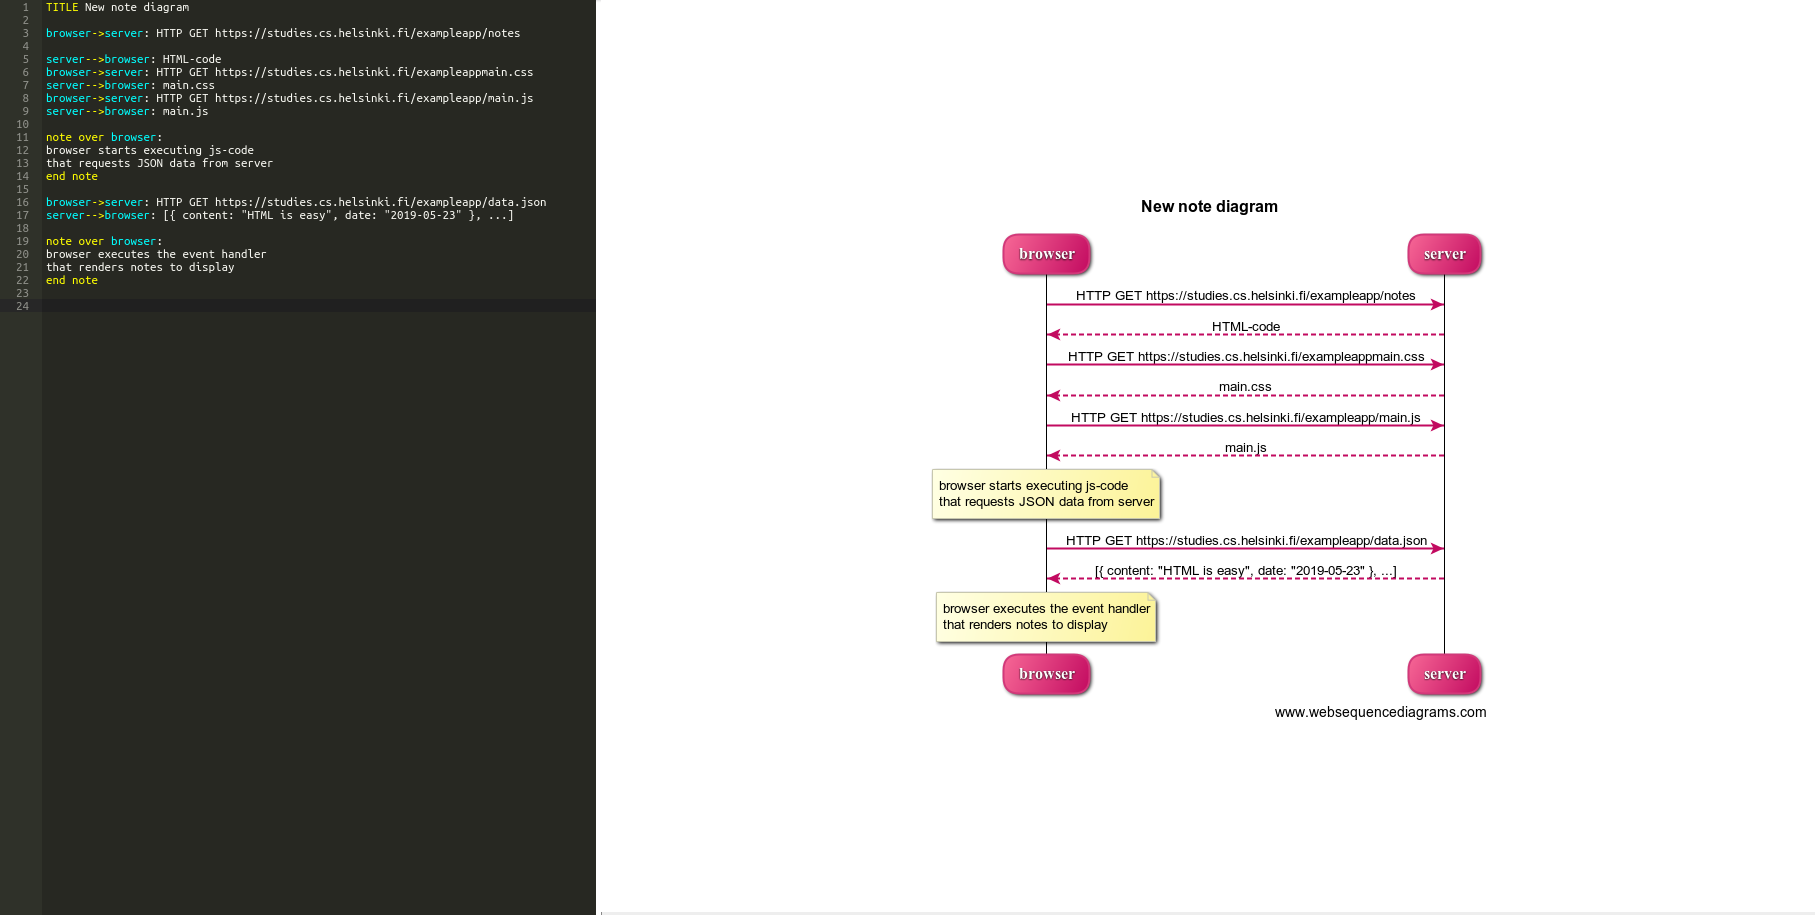 1 TITLE New note diagram
2
3 browser->server: HTTP GET https://studies.cs.helsinki.fi/exampleapp/notes
4
5 server-->browser: HTML-code
6 browser->server: HTTP GET https://studies.cs.helsinki.fi/exampleappmain.css
7 server-->browser: main.css
8 browser->server: HTTP GET https://studies.cs.helsinki.fi/exampleapp/main.js
9 server-->browser: main.js
10
11 note over browser:
12 browser starts executing js-code
13 that requests JSON data from server
14 end note
15
16 browser->server: HTTP GET https://studies.cs.helsinki.fi/exampleapp/data.json
17 server-->browser: [{ content: "HTML is easy", date: "2019-05-23" }, ...]
18
19 note over browser:
20 browser executes the event handler
21 that renders notes to display
22 end note
23
24
New note diagram
browser server
HTTP GET https://studies.cs.helsinki.fi/exampleapp/notes
HTML-code
HTTP GET https://studies.cs.helsinki.fi/exampleappmain.css
main.css
HTTP GET https://studies.cs.helsinki.fi/exampleapp/main.js
main.js
browser starts executing js-code
that requests JSON data from server
HTTP GET https://studies.cs.helsinki.fi/exampleapp/data.json
[{ content: "HTML is easy", date: "2019-05-23" }, ...]
browser executes the event handler
that renders notes to display
browser server
www.websequencediagrams.com